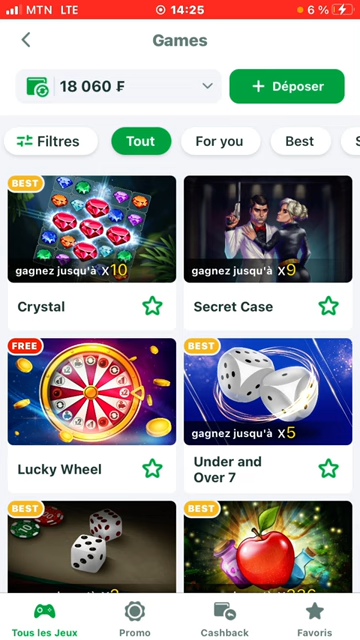 MTN LTE 14:25 6 %
Games
18 060 ₣
+ Déposer
Filtres Tout For you Best
BEST
gagnez jusqu'à X10
gagnez jusqu'à X9
Crystal
Secret Case
FREE
BEST
gagnez jusqu'à X5
Lucky Wheel
Under and
Over 7
BEST
BEST
Tous les Jeux Promo Cashback Favoris